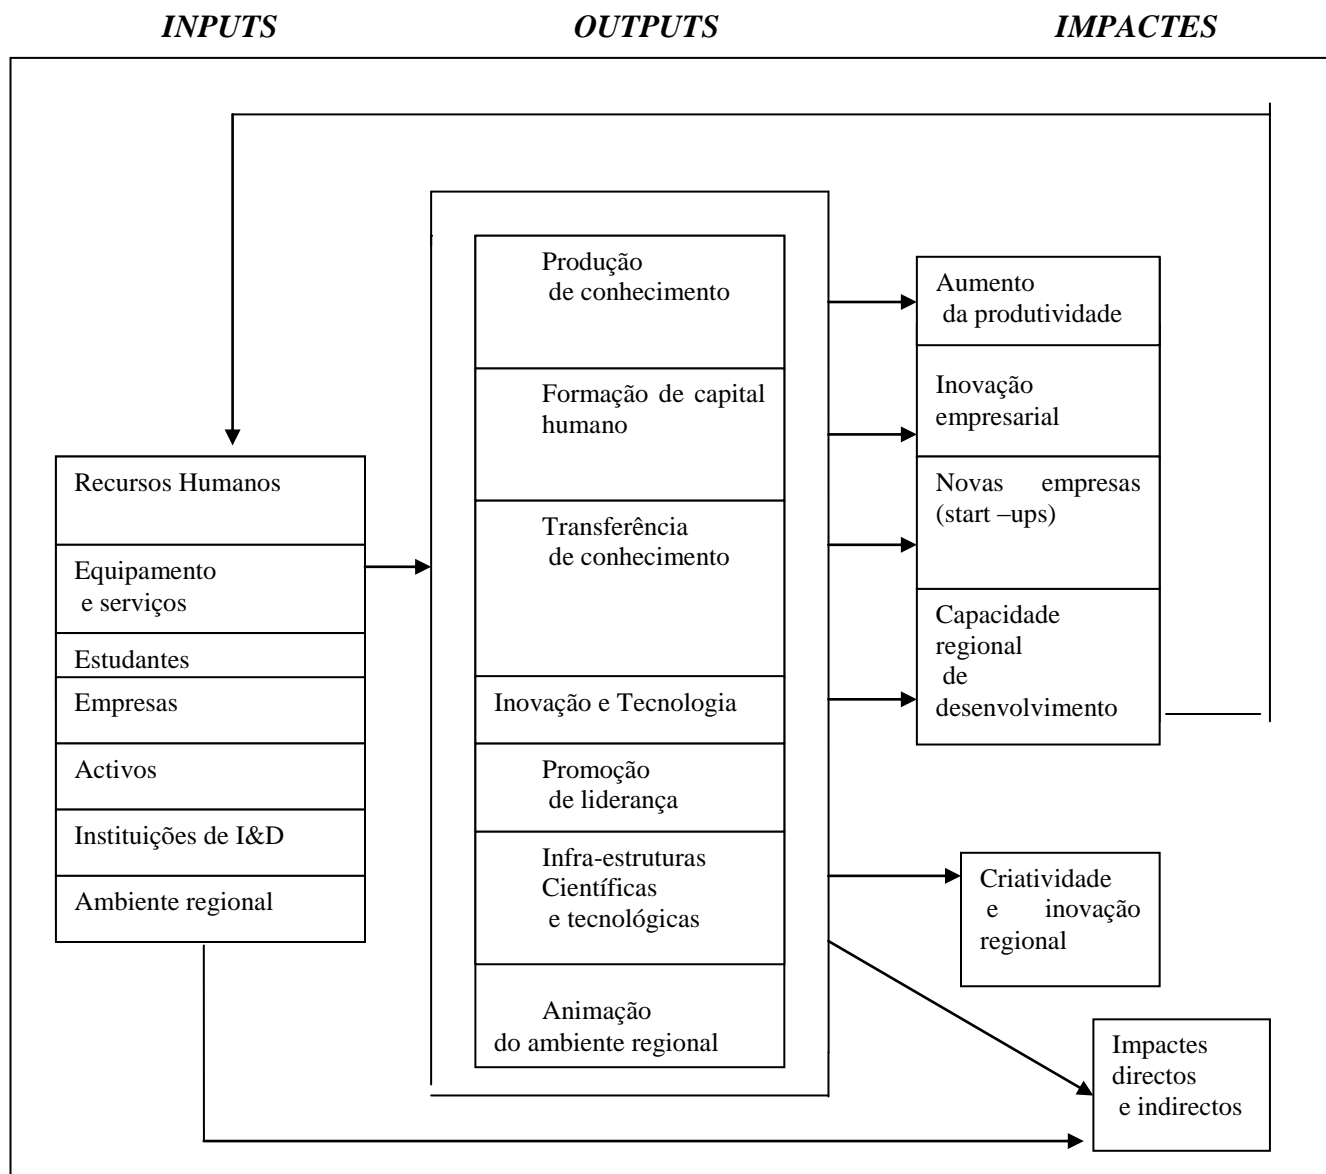 INPUTS
OUTPUTS
IMPACTES
Recursos Humanos
Equipamento
e serviços
Estudantes
Empresas
Activos
Instituições de I&D
Ambiente regional
Produção
de conhecimento
Formação de capital
humano
Transferência
de conhecimento
Inovação e Tecnologia
Promoção
de liderança
Infra-estruturas
Científicas
e tecnológicas
Animação
do ambiente regional
Aumento
da produtividade
Inovação
empresarial
Novas empresas
(start –ups)
Capacidade
regional
de
desenvolvimento
Criatividade
e inovação
regional
Impactes
directos
e indirectos